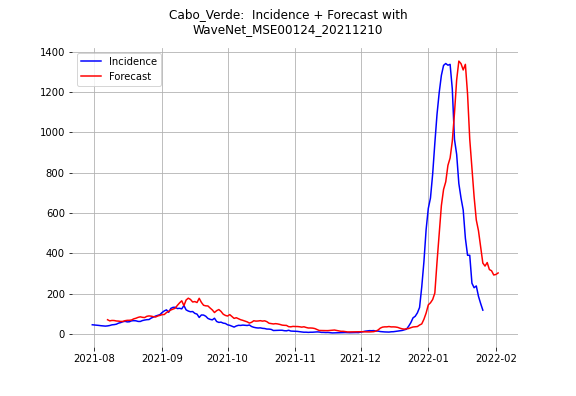 Cabo_Verde:  Incidence + Forecast with
WaveNet_MSE00124_20211210
Incidence
Forecast
1400
1200
1000
800
600
400
200
0
2021-08 2021-09 2021-10 2021-11 2021-12 2022-01 2022-02